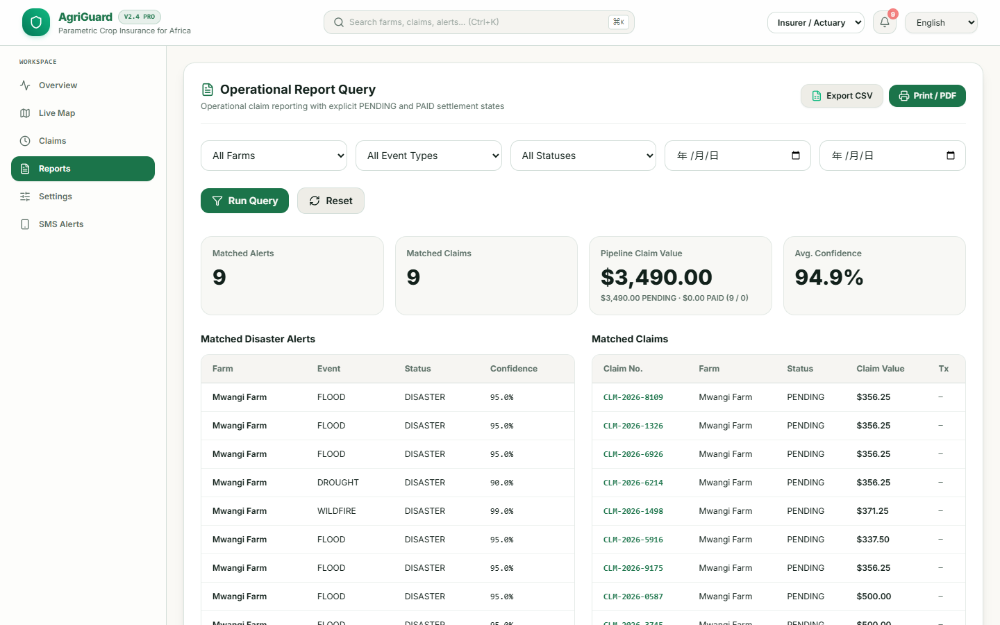 AgriGuard V2.4 PRO
Parametric Crop Insurance for Africa
Search farms, claims, alerts... (Ctrl+K)
⌘K
Insurer / Actuary
9
English
WORKSPACE
Overview
Live Map
Claims
Reports
Settings
SMS Alerts
Operational Report Query
Operational claim reporting with explicit PENDING and PAID settlement states
Export CSV
Print / PDF
All Farms
All Event Types
All Statuses
年 /月/日
年 /月/日
Run Query
Reset
Matched Alerts
9
Matched Claims
9
Pipeline Claim Value
$3,490.00
$3,490.00 PENDING · $0.00 PAID (9 / 0)
Avg. Confidence
94.9%
Matched Disaster Alerts
Farm Event Status Confidence
Mwangi Farm FLOOD DISASTER 95.0%
Mwangi Farm FLOOD DISASTER 95.0%
Mwangi Farm FLOOD DISASTER 95.0%
Mwangi Farm DROUGHT DISASTER 90.0%
Mwangi Farm WILDFIRE DISASTER 99.0%
Mwangi Farm FLOOD DISASTER 95.0%
Mwangi Farm FLOOD DISASTER 95.0%
Mwangi Farm FLOOD DISASTER 95.0%
Mwangi Farm FLOOD DISASTER 95.0%
Matched Claims
Claim No. Farm Status Claim Value Tx
CLM-2026-8109 Mwangi Farm PENDING $356.25 –
CLM-2026-1326 Mwangi Farm PENDING $356.25 –
CLM-2026-6926 Mwangi Farm PENDING $356.25 –
CLM-2026-6214 Mwangi Farm PENDING $356.25 –
CLM-2026-1498 Mwangi Farm PENDING $371.25 –
CLM-2026-5916 Mwangi Farm PENDING $337.50 –
CLM-2026-9175 Mwangi Farm PENDING $356.25 –
CLM-2026-0587 Mwangi Farm PENDING $500.00 –
CLM-2026-3745 Mwangi Farm PENDING $500.00 –